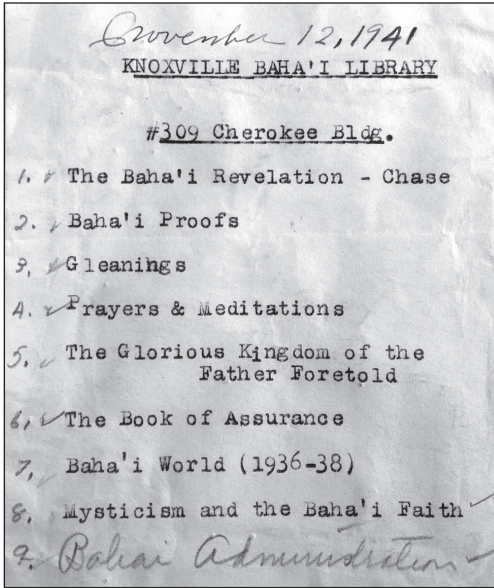 November 12, 1941
KNOXVILLE BAHA'I LIBRARY
#309 Cherokee Bldg.
1. ✓ The Baha'i Revelation - Chase
2. ✓ Baha'i Proofs
3. ✓ Gleanings
4. ✓ Prayers & Meditations
5. ✓ The Glorious Kingdom of the
Father Foretold
6. ✓ The Book of Assurance
7. ✓ Baha'i World (1936-38)
8. Mysticism and the Baha'i Faith ✓
9. Bahai Administration ✓